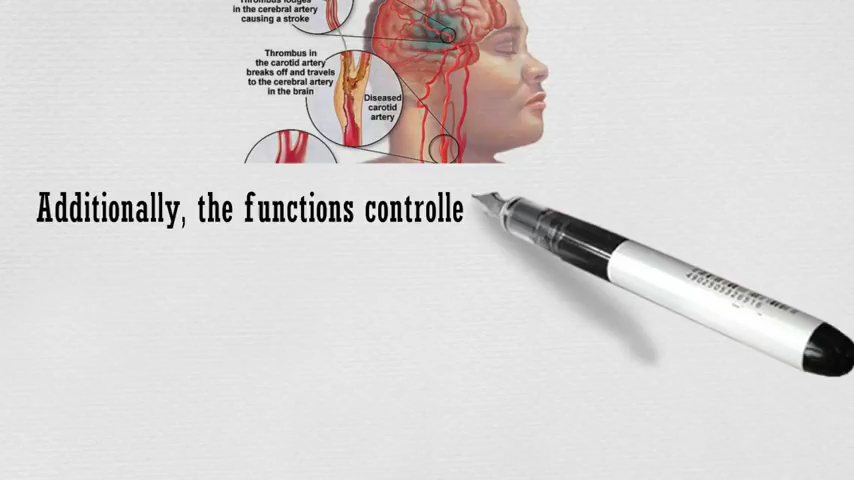 Thrombus lodges
in the cerebral artery
causing a stroke
Thrombus in
the carotid artery
breaks off and travels
to the cerebral artery
in the brain
Diseased
carotid
artery
Additionally, the functions controlle